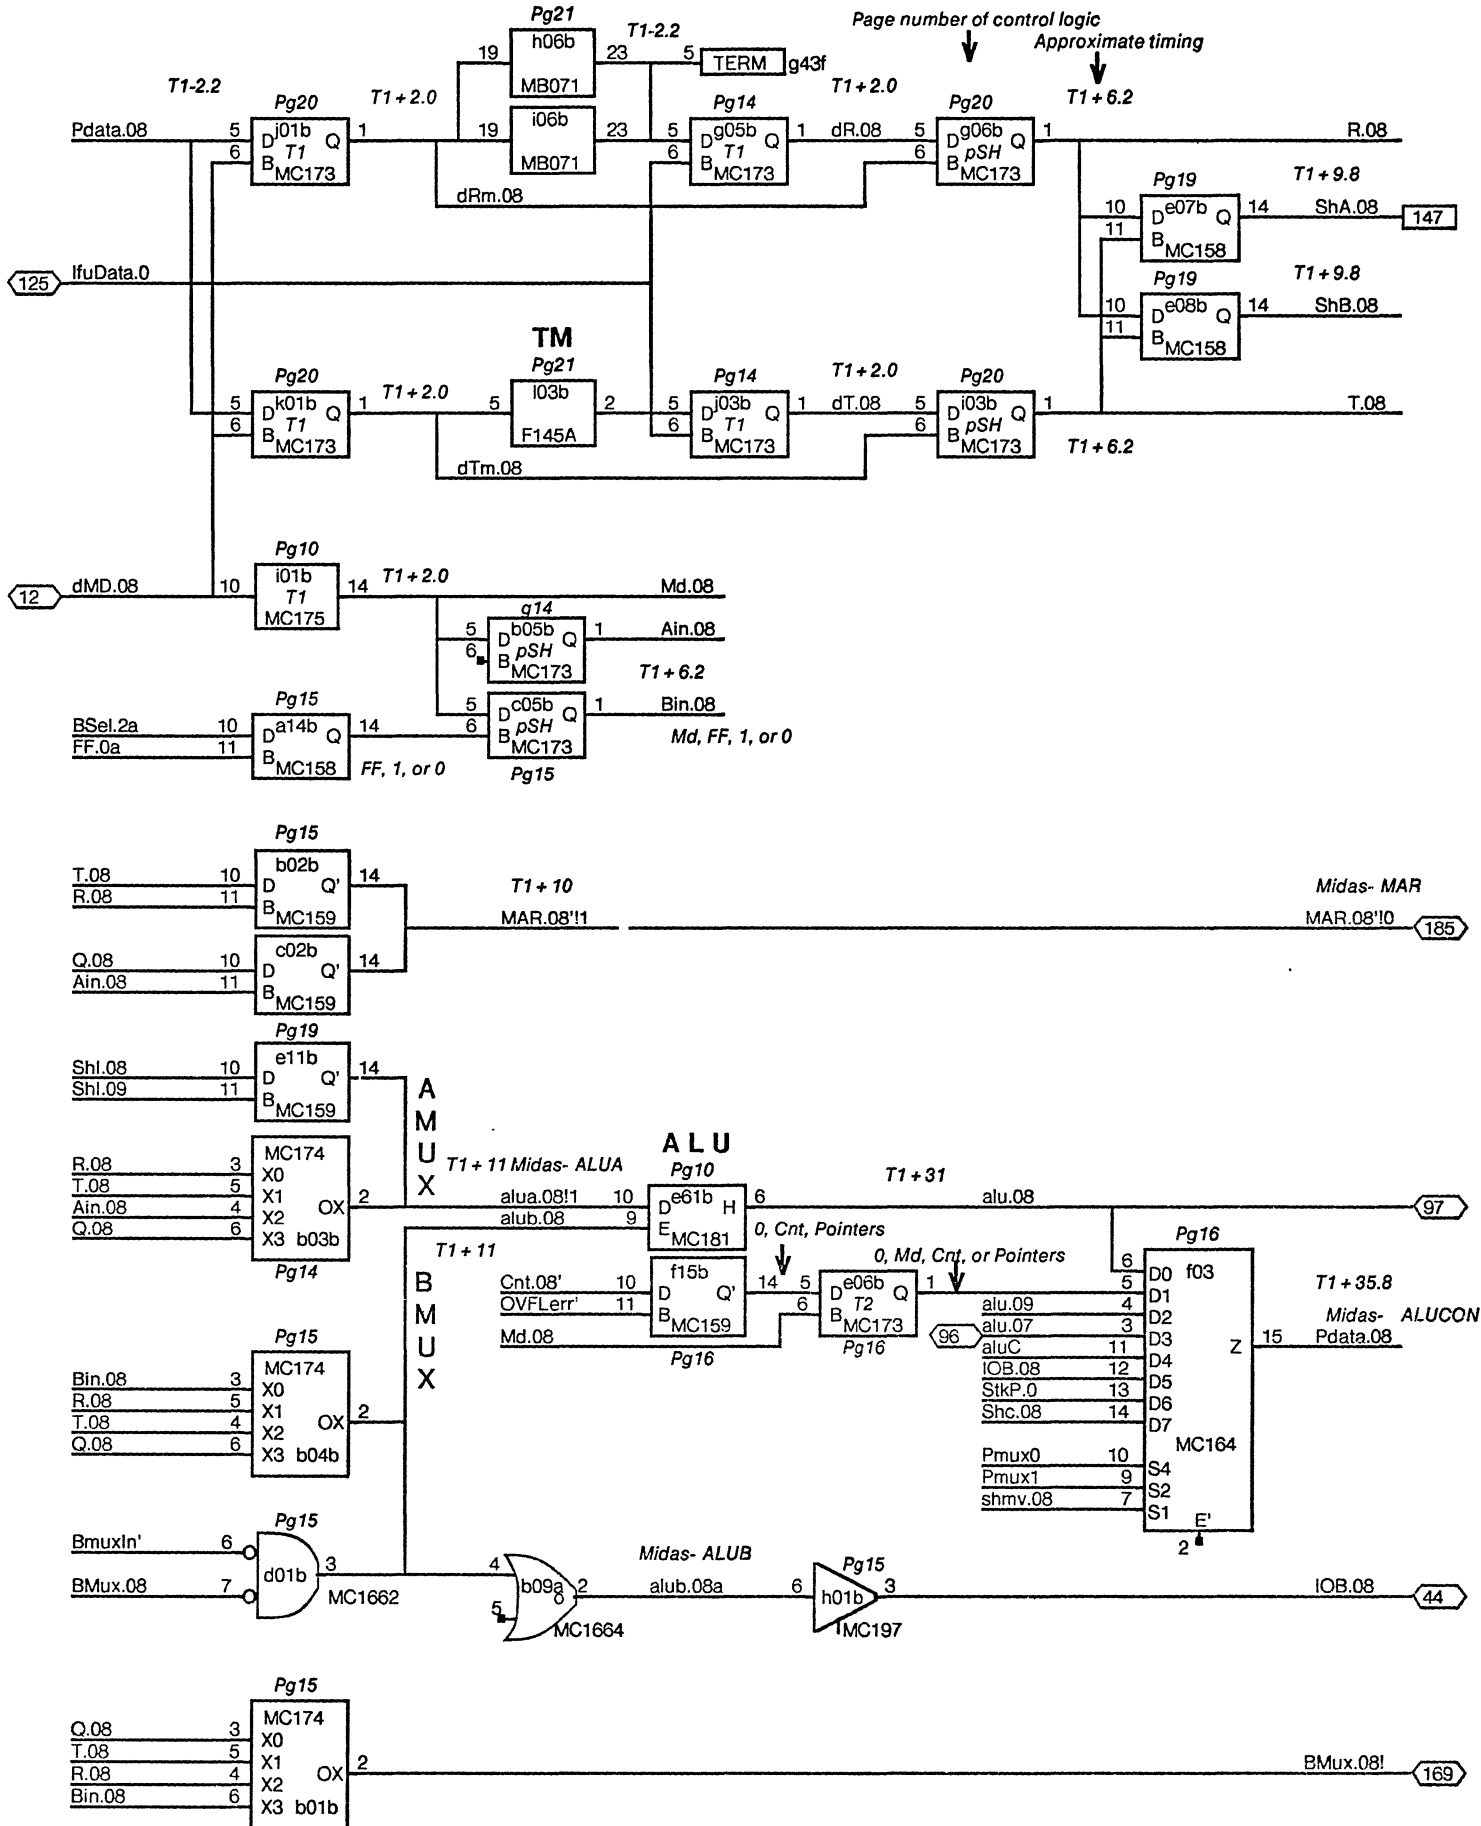 Pg21
Page number of control logic
T1-2.2
h06b
Approximate timing
19
23
5
TERM
g43f
MB071
T1-2.2
T1+2.0
T1+2.0
T1+6.2
Pg20
Pg14
Pg20
Pdata.08
5
6
D j01b Q
T1
B MC173
1
19
i06b
MB071
23
5
6
D g05b Q
T1
B MC173
1
dR.08
5
6
D g06b Q
pSH
B MC173
1
R.08
dRm.08
Pg19
T1+9.8
10
11
D e07b Q
B MC158
14
ShA.08
147
125
IfuData.0
Pg19
T1+9.8
10
11
D e08b Q
B MC158
14
ShB.08
TM
Pg20
T1+2.0
Pg21
Pg14
T1+2.0
Pg20
5
6
D k01b Q
T1
B MC173
1
5
l03b
F145A
2
5
6
D j03b Q
T1
B MC173
1
dT.08
5
6
D i03b Q
pSH
B MC173
1
T.08
T1+6.2
dTm.08
Pg10
12
dMD.08
10
i01b
T1
MC175
14
T1+2.0
Md.08
g14
5
6
D b05b Q
pSH
B MC173
1
Ain.08
T1+6.2
Pg15
BSel.2a
FF.0a
10
11
D a14b Q
B MC158
14
FF, 1, or 0
5
6
D c05b Q
pSH
B MC173
1
Bin.08
Md, FF, 1, or 0
Pg15
Pg15
T.08
R.08
10
11
b02b
D Q'
B MC159
14
T1+10
MAR.08'!1
Midas- MAR
MAR.08'!0
185
Q.08
Ain.08
10
11
c02b
D Q'
B MC159
14
Pg19
ShI.08
ShI.09
10
11
e11b
D Q'
B MC159
14
A
M
U
X
R.08
T.08
Ain.08
Q.08
3
5
4
6
MC174
X0
X1
X2
X3
OX
b03b
2
Pg14
T1+11 Midas- ALUA
alua.08!1
alub.08
T1+11
ALU
Pg10
10
9
D e61b H
E MC181
6
T1+31
alu.08
97
B
M
U
X
0, Cnt, Pointers
0, Md, Cnt, or Pointers
Cnt.08'
OVFLerr'
Md.08
10
11
f15b
D Q'
B MC159
14
Pg16
5
6
D e06b Q
T2
B MC173
1
Pg16
Pg16
alu.09
96
alu.07
aluC
IOB.08
StkP.0
Shc.08
Pmux0
Pmux1
shmv.08
6
5
4
3
11
12
13
14
10
9
7
D0
D1
D2
D3
D4
D5
D6
D7
f03
MC164
S4
S2
S1
E'
2
Z
15
T1+35.8
Midas- ALUCON
Pdata.08
Pg15
Bin.08
R.08
T.08
Q.08
3
5
4
6
MC174
X0
X1
X2
X3
OX
b04b
2
Pg15
BmuxIn'
BMux.08
6
7
d01b
3
MC1662
4
5
b09a
o
2
MC1664
Midas- ALUB
alub.08a
6
Pg15
h01b
3
MC197
IOB.08
44
Pg15
Q.08
T.08
R.08
Bin.08
3
5
4
6
MC174
X0
X1
X2
X3
OX
b01b
2
BMux.08!
169